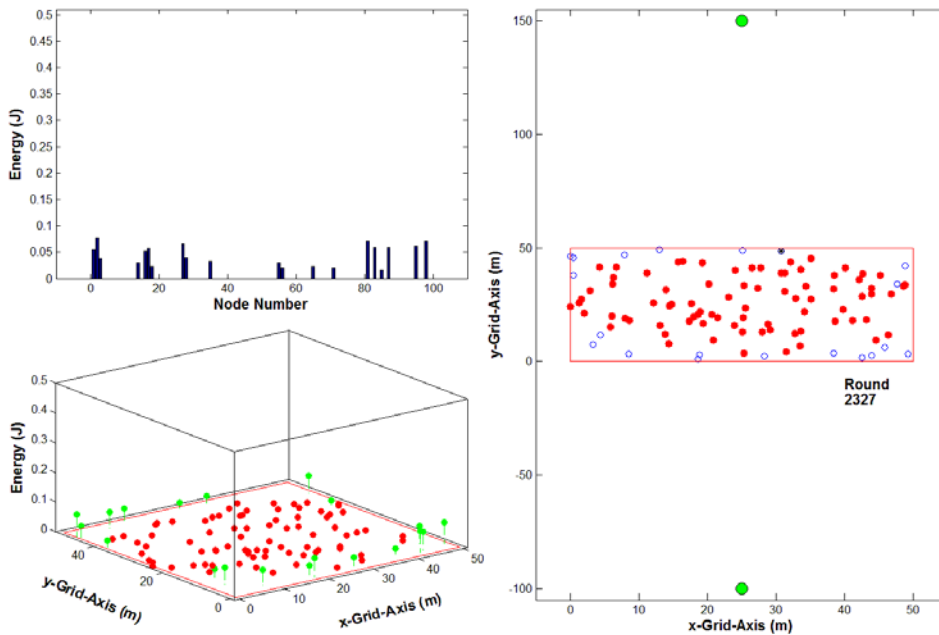 0.5
0.45
0.4
0.35
0.3
0.25
0.2
0.15
0.1
0.05
0
Energy (J)
0 20 40 60 80 100
Node Number
0.5
0.4
0.3
0.2
0.1
0
Energy (J)
40
20
0
y-Grid-Axis (m)
0 10 20 30 40 50
x-Grid-Axis (m)
150
100
50
0
-50
-100
y-Grid-Axis (m)
Round
2327
0 10 20 30 40 50
x-Grid-Axis (m)